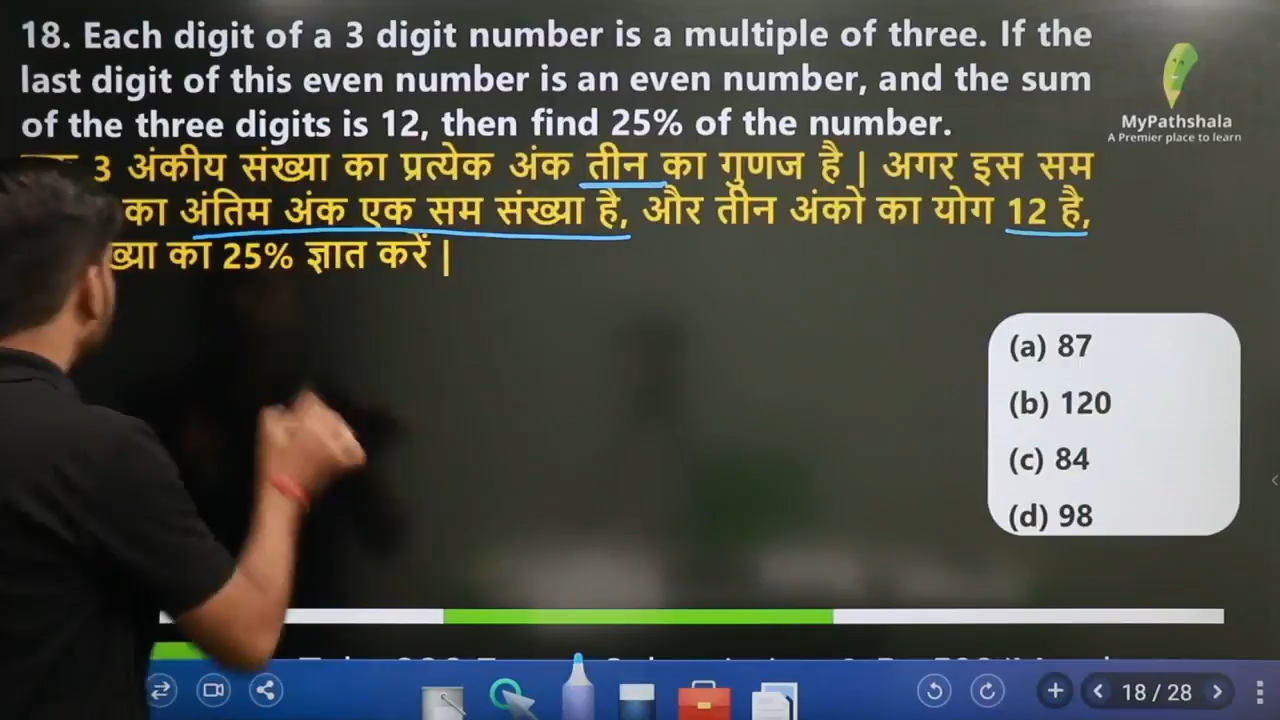 18. Each digit of a 3 digit number is a multiple of three. If the
last digit of this even number is an even number, and the sum
of the three digits is 12, then find 25% of the number.
3 अंकीय संख्या का प्रत्येक अंक तीन का गुणज है | अगर इस सम
का अंतिम अंक एक सम संख्या है, और तीन अंको का योग 12 है,
ख्या का 25% ज्ञात करें |
MyPathshala
A Premier place to learn
(a) 87
(b) 120
(c) 84
(d) 98
18 / 28